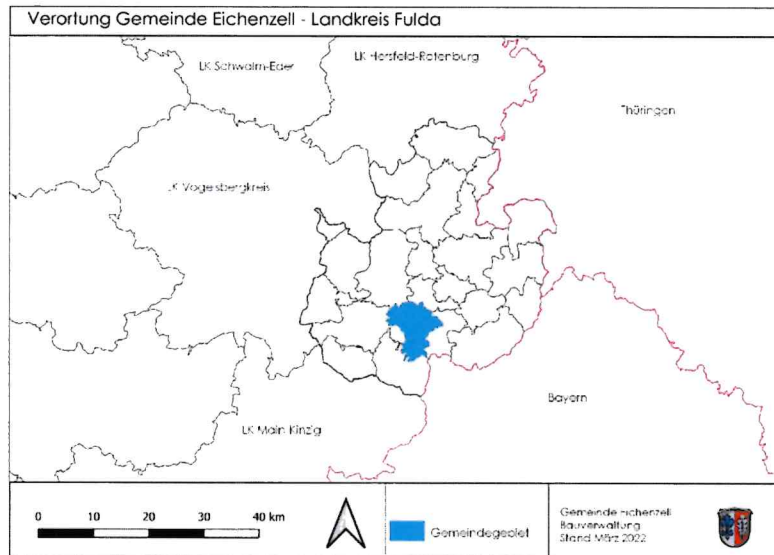 Verortung Gemeinde Eichenzell - Landkreis Fulda
LK Schwalm-Eder
LK Hersfeld-Rotenburg
Thüringen
LK Vogelsbergkreis
Bayern
LK Main Kinzig
0 10 20 30 40 km
Gemeindegebiet
Gemeinde Eichenzell
Bauverwaltung
Stand März 2022